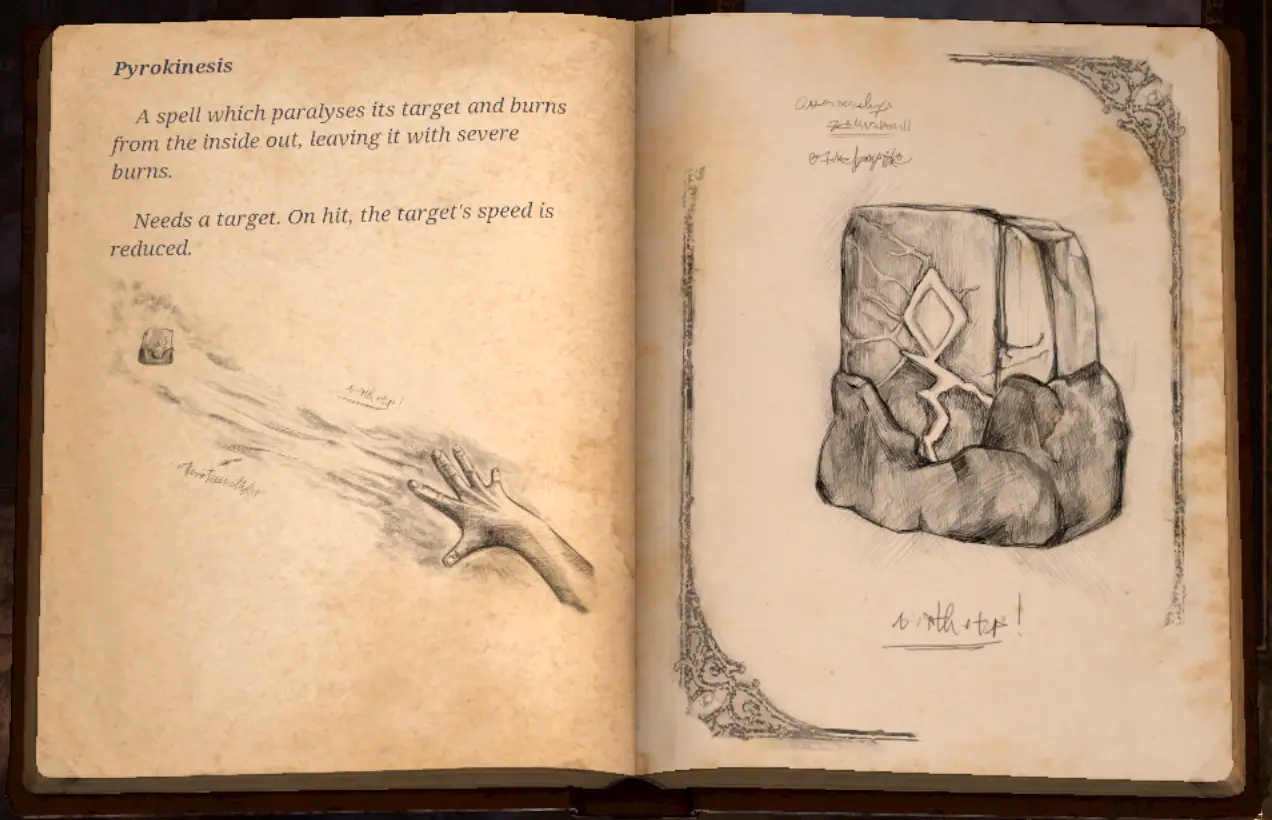 Pyrokinesis
A spell which paralyses its target and burns
from the inside out, leaving it with severe
burns.
Needs a target. On hit, the target's speed is
reduced.